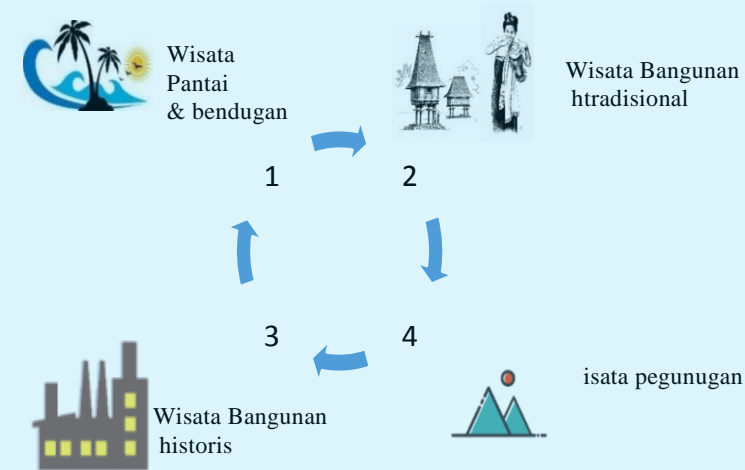 Wisata
Pantai
& bendugan
Wisata Bangunan
htradisional
1
2
3
4
isata pegunugan
Wisata Bangunan
historis